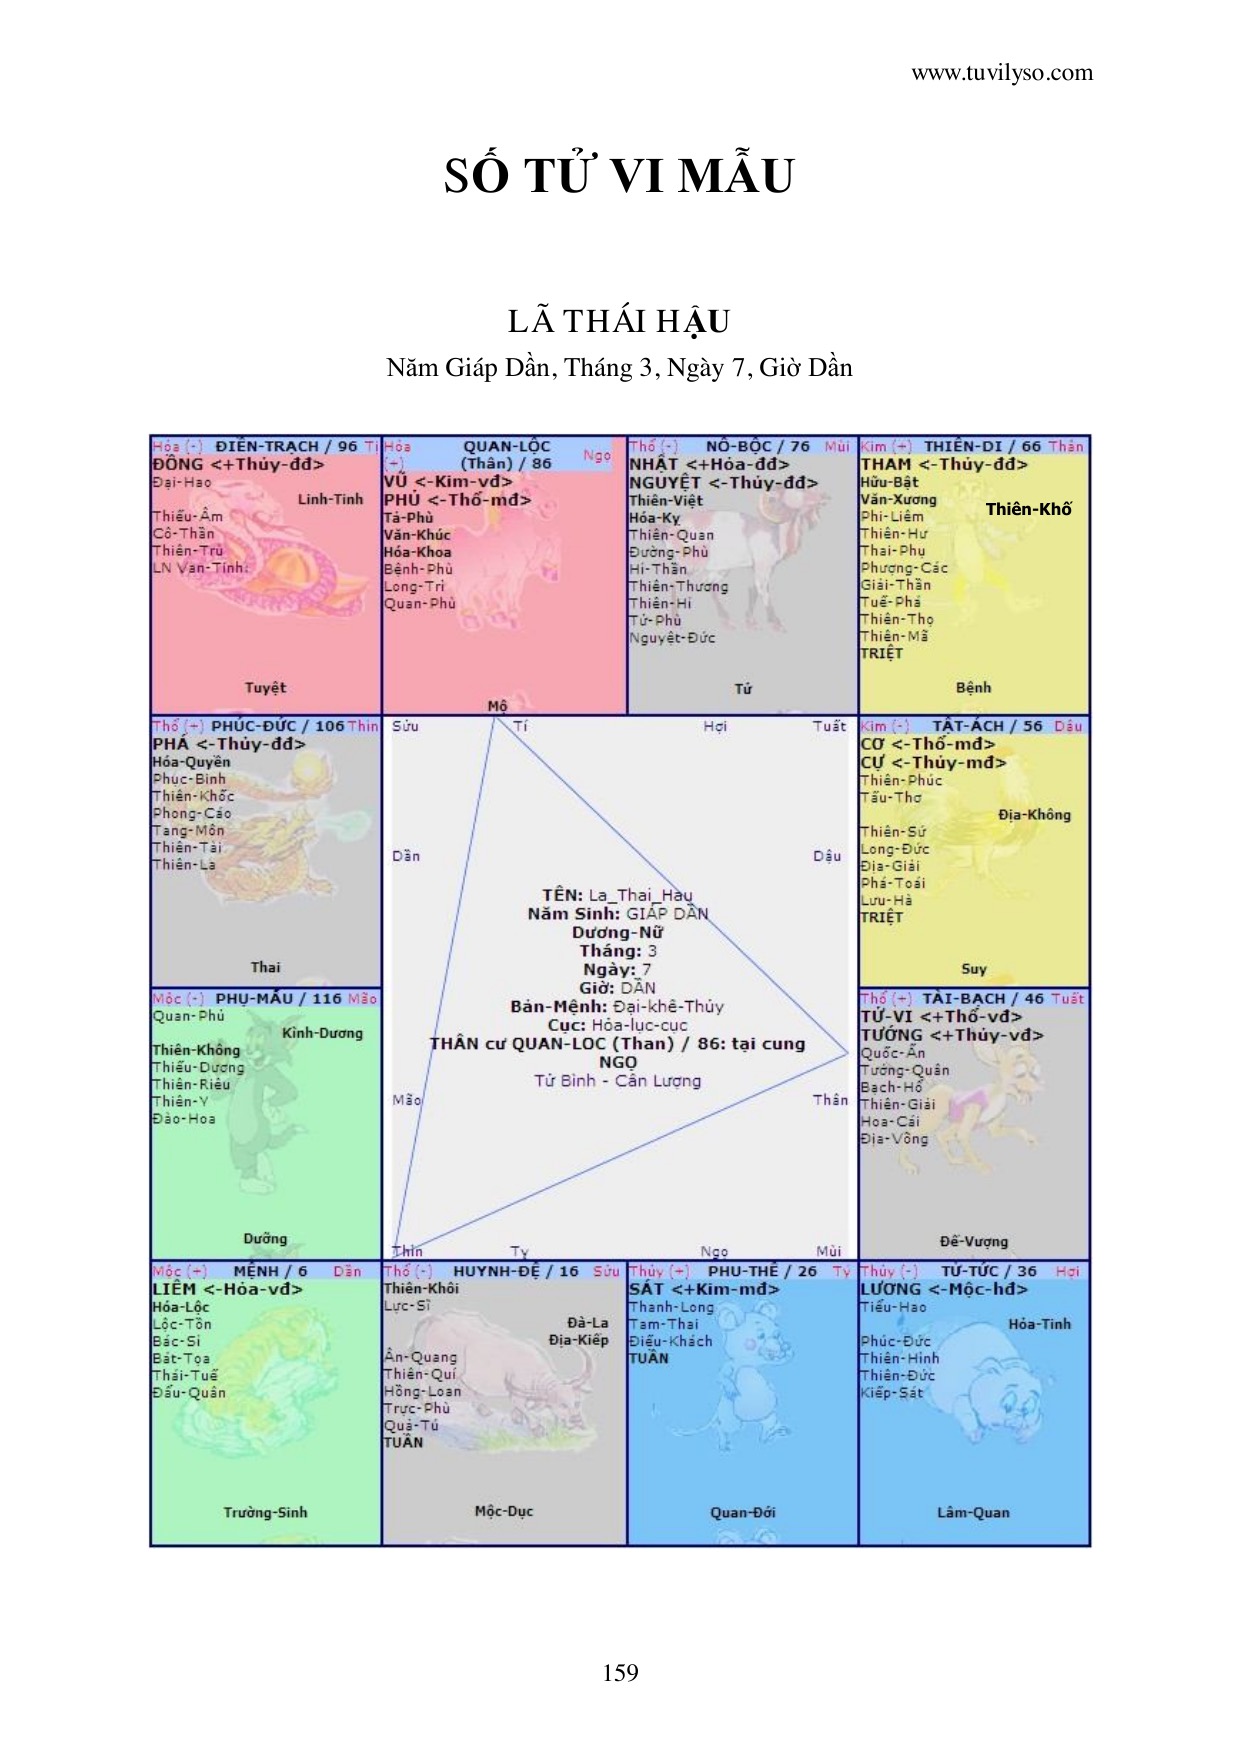 www.tuvilyso.com
SỐ TỬ VI MẪU
LÃ THÁI HẬU
Năm Giáp Dần, Tháng 3, Ngày 7, Giờ Dần
Hỏa (-) ĐIỀN-TRẠCH / 96 Tị
ĐỒNG <+Thủy-đđ>
Đại-Hao
Linh-Tinh
Thiếu-Âm
Cô-Thần
Thiên-Trù
LN Van-Tinh
Tuyệt
Hỏa (+) QUAN-LỘC (Thân) / 86 Ngọ
VŨ <-Kim-vđ>
PHỦ <-Thổ-mđ>
Tả-Phù
Văn-Khúc
Hóa-Khoa
Bệnh-Phù
Long-Trì
Quan-Phù
Mộ
Thổ (-) NÔ-BỘC / 76 Mùi
NHẬT <+Hỏa-đđ>
NGUYỆT <-Thủy-đđ>
Thiên-Việt
Hóa-Kỵ
Thiên-Quan
Đường-Phù
Hỉ-Thần
Thiên-Thương
Thiên-Hỉ
Tử-Phù
Nguyệt-Đức
Tử
Kim (+) THIÊN-DI / 66 Thân
THAM <-Thủy-đđ>
Hữu-Bật
Văn-Xương
Thiên-Khố
Phi-Liêm
Thiên-Hư
Thai-Phụ
Phượng-Các
Giải-Thần
Tuế-Phá
Thiên-Thọ
Thiên-Mã
TRIỆT
Bệnh
Thổ (+) PHÚC-ĐỨC / 106 Thìn
PHÁ <-Thủy-đđ>
Hóa-Quyền
Phục-Binh
Thiên-Khốc
Phong-Cáo
Tang-Môn
Thiên-Tài
Thiên-La
Thai
Sửu Tí Hợi Tuất
Dần Dậu
TÊN: La_Thai_Hau
Năm Sinh: GIÁP DẦN
Dương-Nữ
Tháng: 3
Ngày: 7
Giờ: DẦN
Bản-Mệnh: Đại-khê-Thủy
Cục: Hỏa-lục-cục
THÂN cư QUAN-LOC (Than) / 86: tại cung
NGỌ
Tử Bình - Cân Lượng
Mão Thân
Thìn Tỵ Ngọ Mùi
Kim (-) TẬT-ÁCH / 56 Dậu
CƠ <-Thổ-mđ>
CỰ <-Thủy-mđ>
Thiên-Phúc
Tấu-Thơ
Địa-Không
Thiên-Sứ
Long-Đức
Địa-Giải
Phá-Toái
Lưu-Hà
TRIỆT
Suy
Mộc (-) PHỤ-MẪU / 116 Mão
Quan-Phủ
Kình-Dương
Thiên-Không
Thiếu-Dương
Thiên-Riêu
Thiên-Y
Đào-Hoa
Dưỡng
Thổ (+) TÀI-BẠCH / 46 Tuất
TỬ-VI <+Thổ-vđ>
TƯỚNG <+Thủy-vđ>
Quốc-Ấn
Tướng-Quân
Bạch-Hổ
Thiên-Giải
Hoa-Cái
Địa-Võng
Đế-Vượng
Mộc (+) MỆNH / 6 Dần
LIÊM <-Hỏa-vđ>
Hóa-Lộc
Lộc-Tồn
Bác-Sĩ
Bát-Tọa
Thái-Tuế
Đẩu-Quân
Trường-Sinh
Thổ (-) HUYNH-ĐỆ / 16 Sửu
Thiên-Khôi
Lực-Sĩ
Đà-La
Địa-Kiếp
Ân-Quang
Thiên-Quí
Hồng-Loan
Trực-Phù
Quả-Tú
TUẦN
Mộc-Dục
Thủy (+) PHU-THÊ / 26 Tý
SÁT <+Kim-mđ>
Thanh-Long
Tam-Thai
Điếu-Khách
TUẦN
Quan-Đới
Thủy (-) TỬ-TỨC / 36 Hợi
LƯƠNG <-Mộc-hđ>
Tiểu-Hao
Hỏa-Tinh
Phúc-Đức
Thiên-Hình
Thiên-Đức
Kiếp-Sát
Lâm-Quan
159